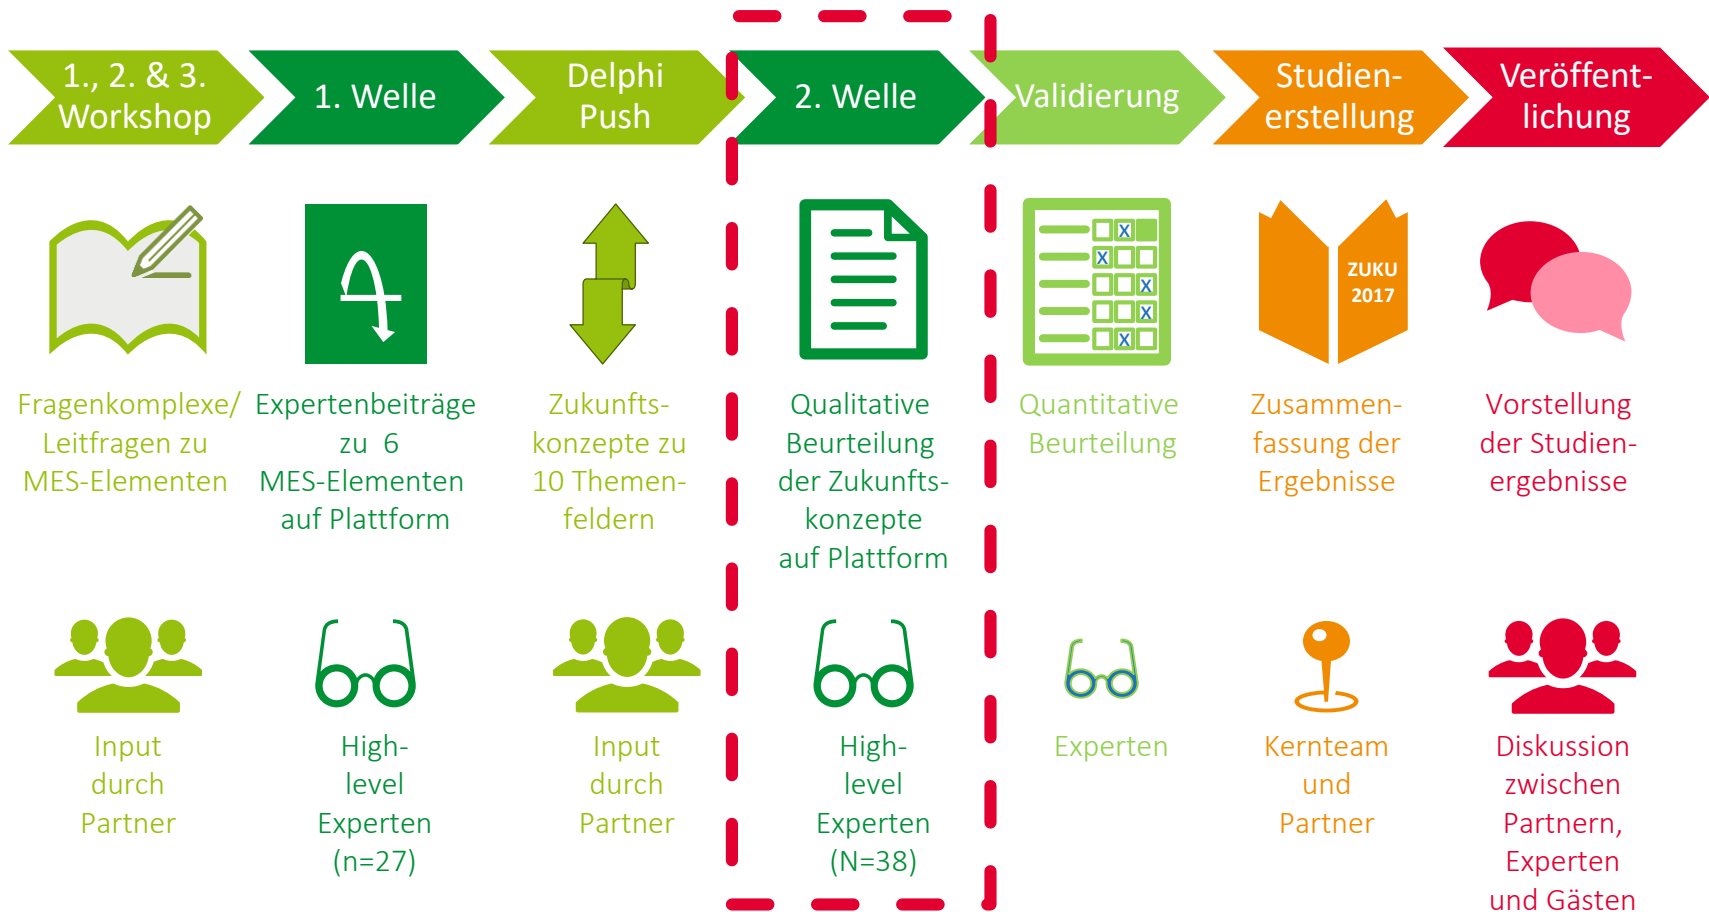 1., 2. & 3.
Workshop
1. Welle
Delphi
Push
2. Welle
Validierung
Studien-
erstellung
Veröffent-
lichung
X
X
X
X
X
ZUKU
2017
Fragenkomplexe/
Leitfragen zu
MES-Elementen
Expertenbeiträge
zu 6
MES-Elementen
auf Plattform
Zukunfts-
konzepte zu
10 Themen-
feldern
Qualitative
Beurteilung
der Zukunfts-
konzepte
auf Plattform
Quantitative
Beurteilung
Zusammen-
fassung der
Ergebnisse
Vorstellung
der Studien-
ergebnisse
Input
durch
Partner
High-
level
Experten
(n=27)
Input
durch
Partner
High-
level
Experten
(N=38)
Experten
Kernteam
und
Partner
Diskussion
zwischen
Partnern,
Experten
und Gästen